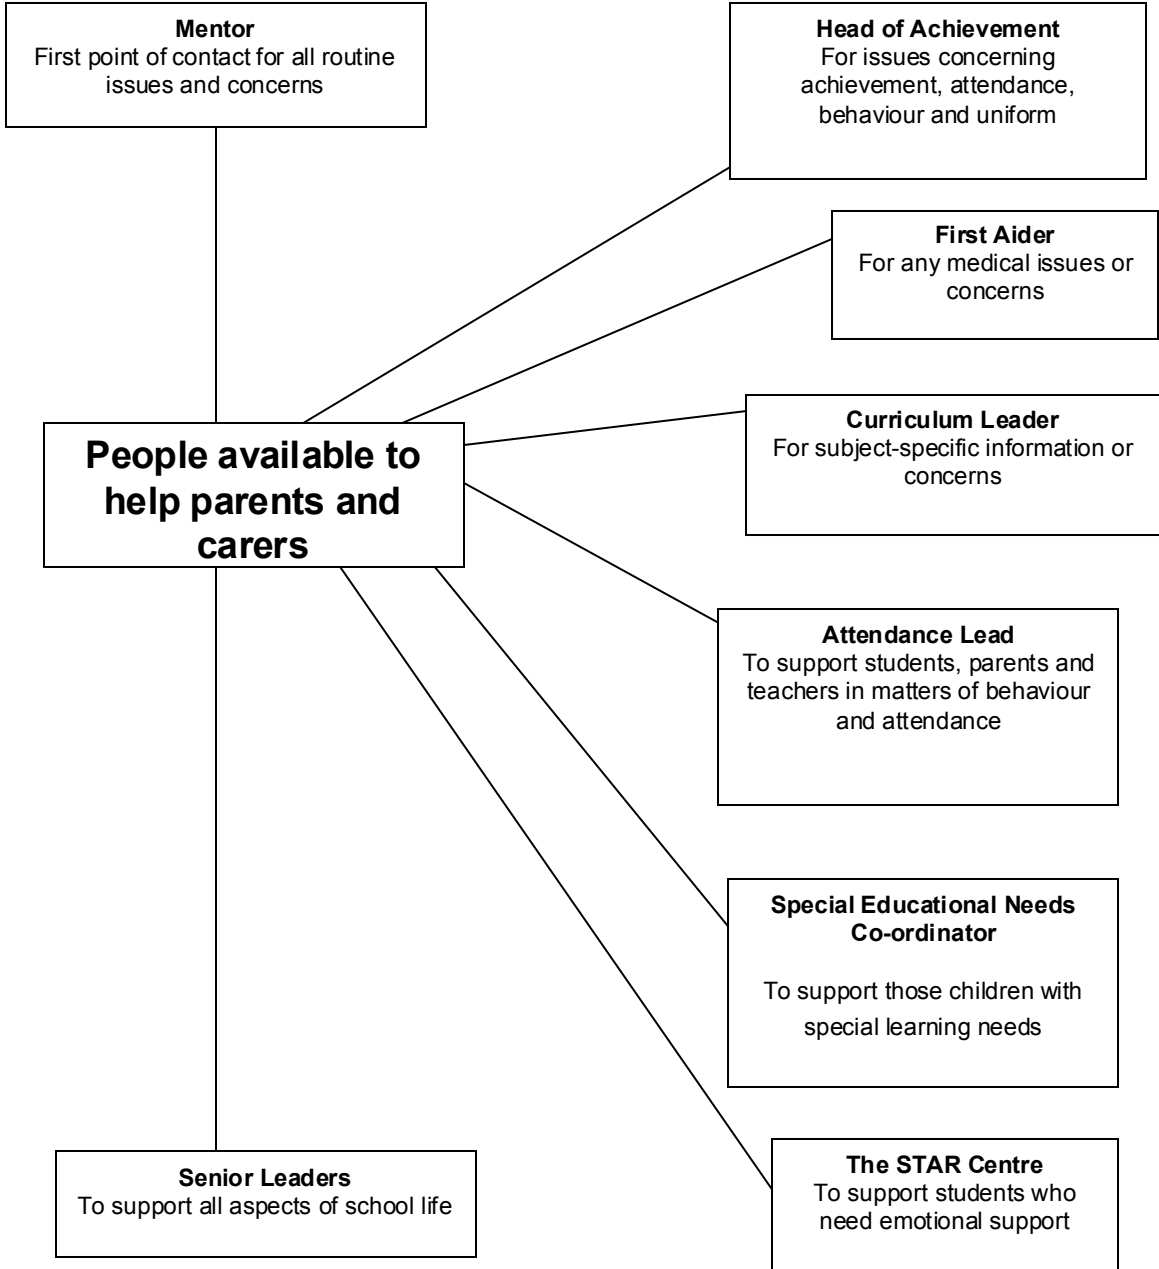 Mentor
First point of contact for all routine
issues and concerns
Head of Achievement
For issues concerning
achievement, attendance,
behaviour and uniform
First Aider
For any medical issues or
concerns
Curriculum Leader
For subject-specific information or
concerns
People available to
help parents and
carers
Attendance Lead
To support students, parents and
teachers in matters of behaviour
and attendance
Special Educational Needs
Co-ordinator
To support those children with
special learning needs
Senior Leaders
To support all aspects of school life
The STAR Centre
To support students who
need emotional support